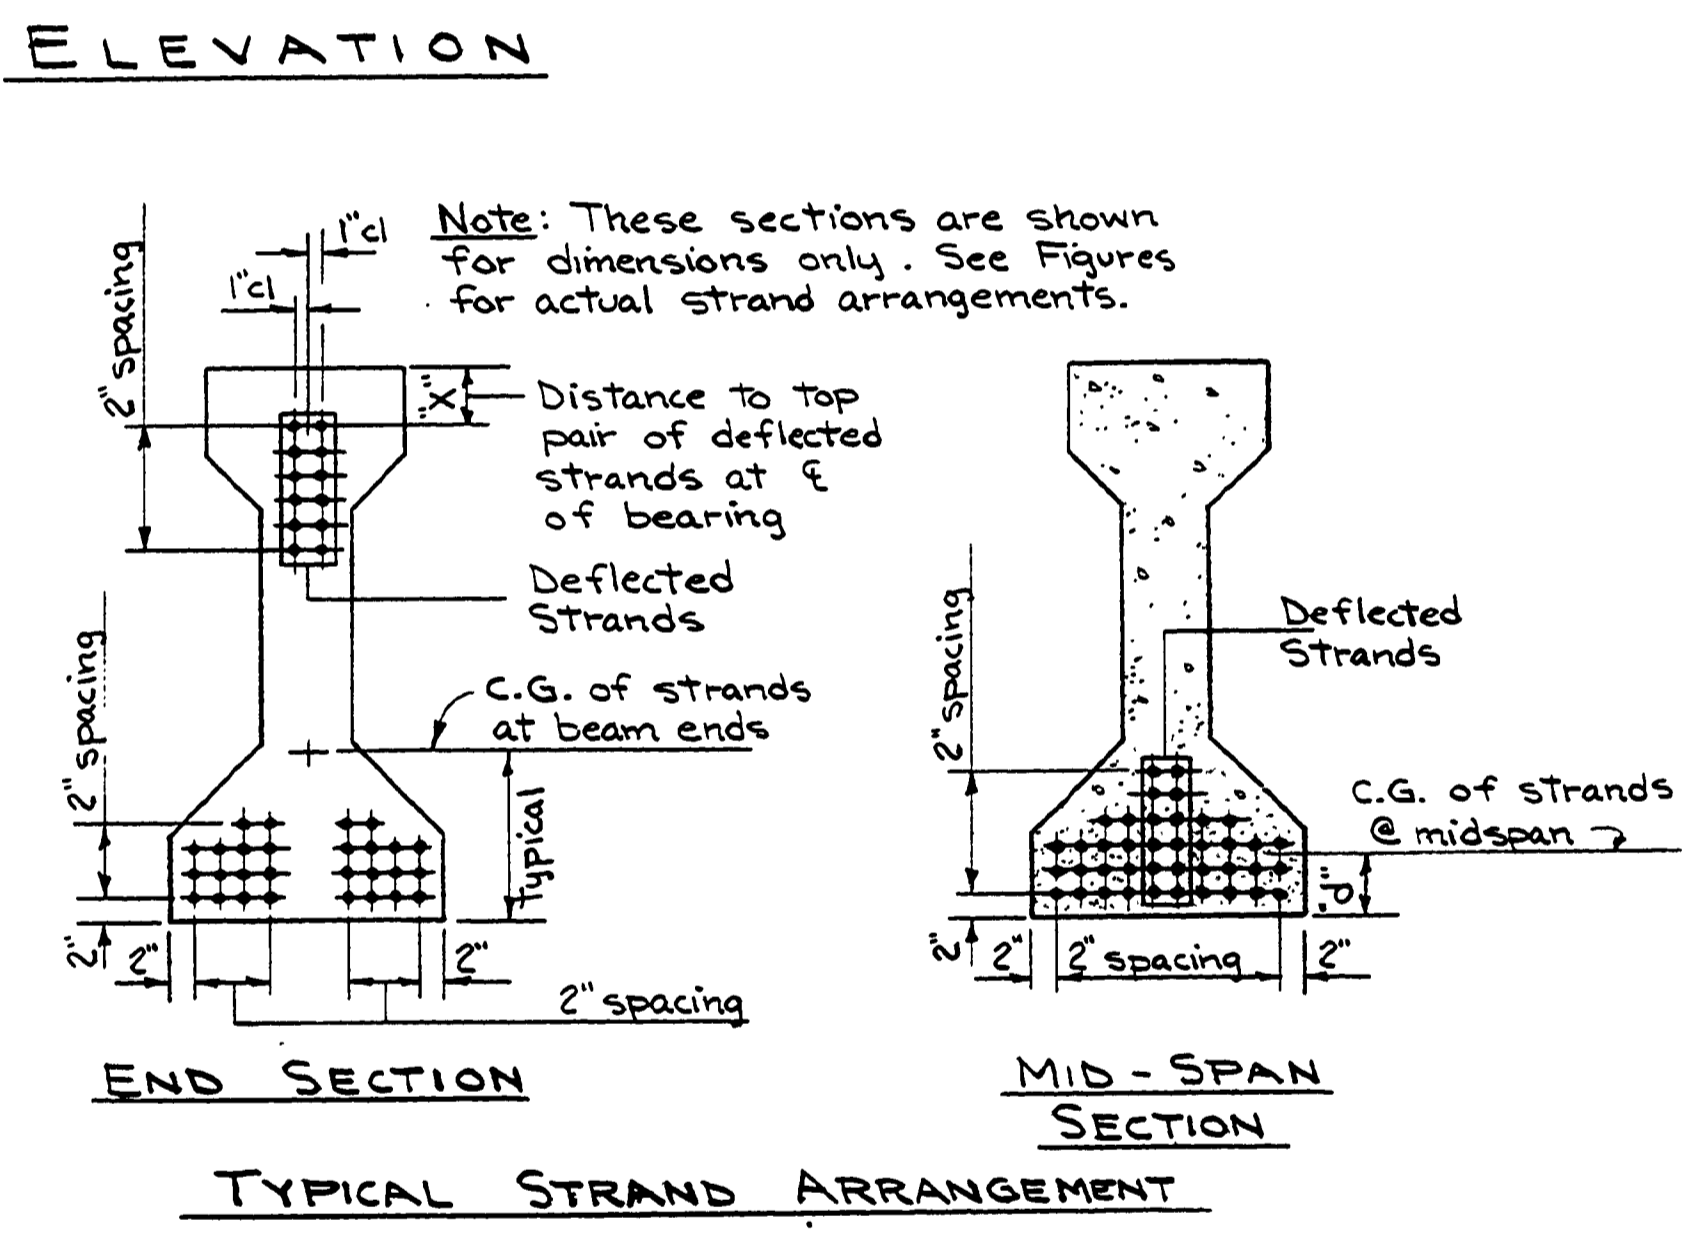 ELEVATION
1"cl
1"cl
2" spacing
Note: These sections are shown
for dimensions only. See Figures
for actual strand arrangements.
"X"
Distance to top
pair of deflected
strands at ℄
of bearing
Deflected
Strands
2" spacing
C.G. of strands
at beam ends
Typical
2"
2"
2"
2" spacing
END SECTION
2" spacing
Deflected
Strands
C.G. of strands
@ midspan
"d"
2"
2"
2" spacing
2"
MID-SPAN
SECTION
TYPICAL STRAND ARRANGEMENT